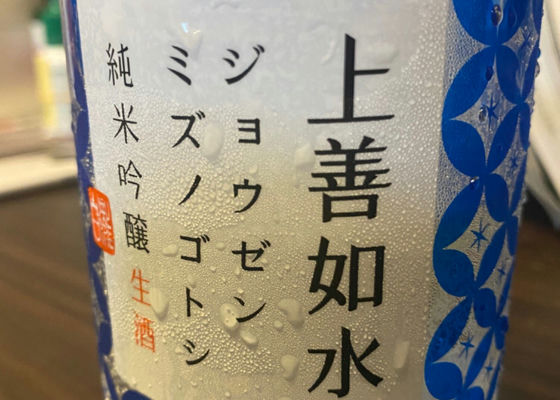 上善如水
ジョウゼン
ミズノゴトシ
純米吟醸 生酒